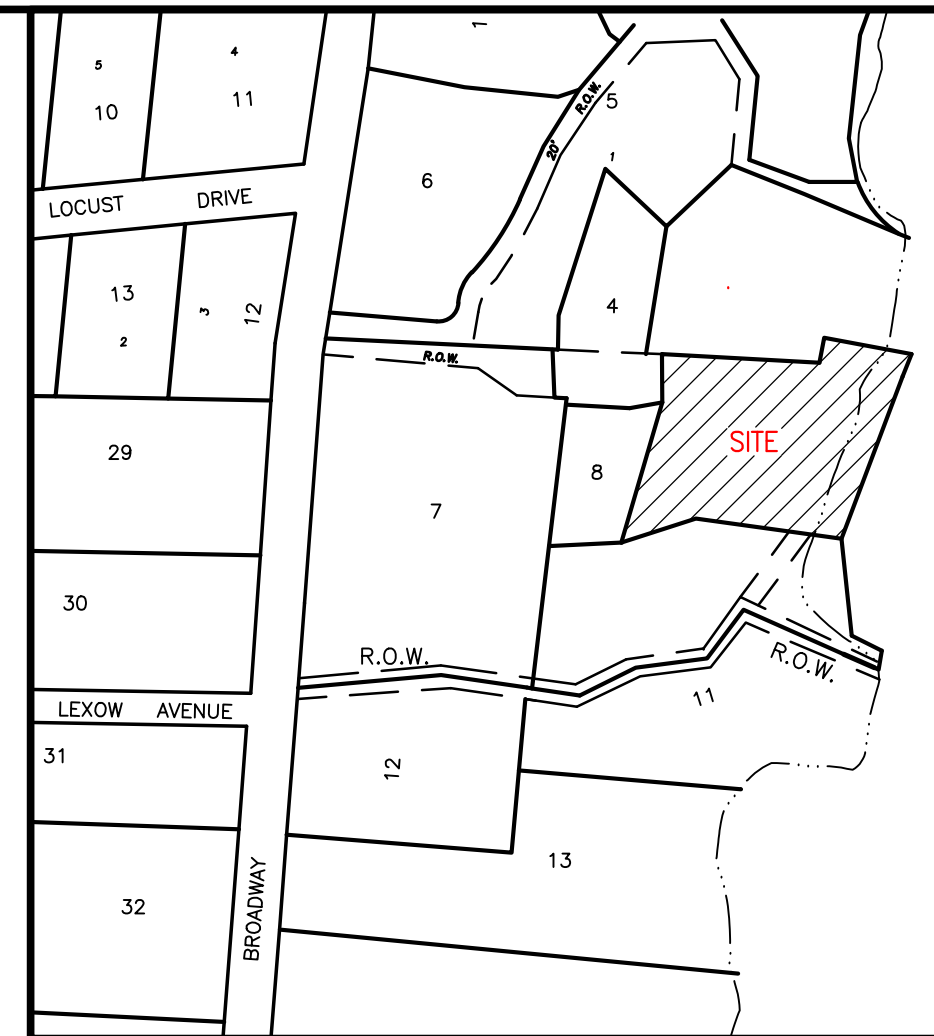 1
5
4
10
11
R.O.W.
5
20'
1
6
LOCUST DRIVE
13
3
12
4
2
R.O.W.
SITE
29
8
7
30
R.O.W.
R.O.W.
11
LEXOW AVENUE
31
12
13
32
BROADWAY